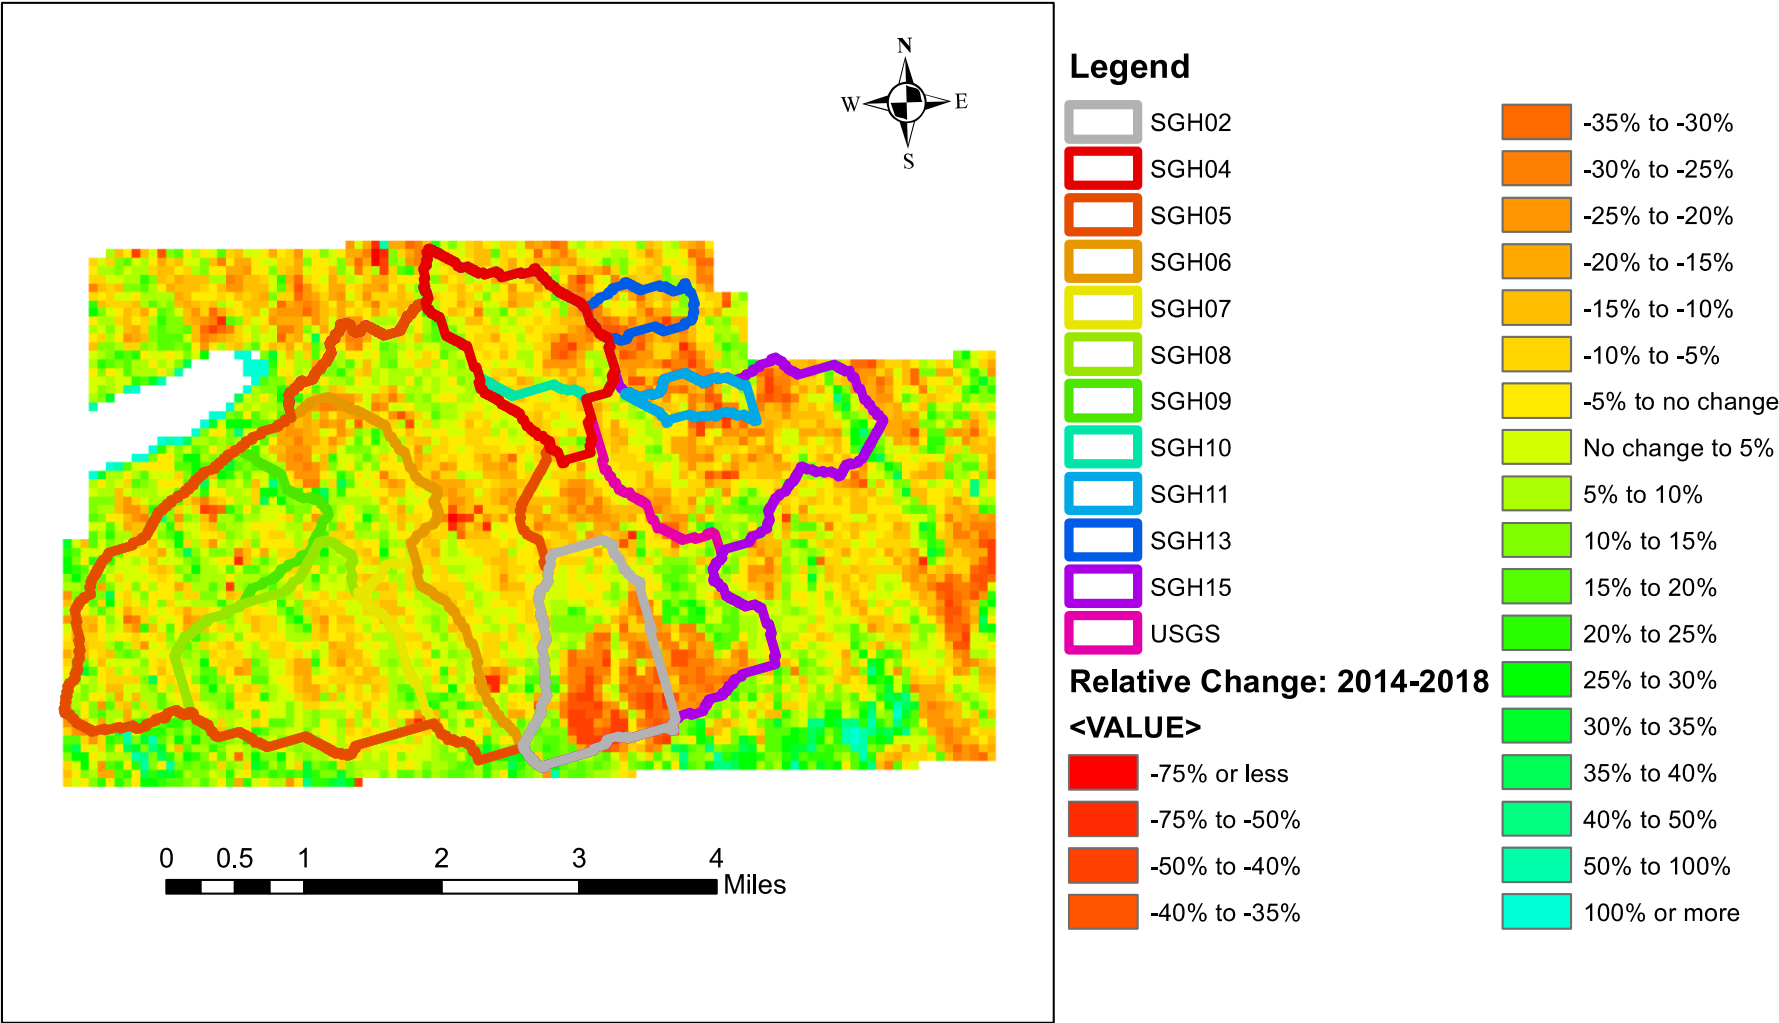 N
W E
S
0 0.5 1 2 3 4
Miles
Legend
SGH02
SGH04
SGH05
SGH06
SGH07
SGH08
SGH09
SGH10
SGH11
SGH13
SGH15
USGS
Relative Change: 2014-2018
<VALUE>
-75% or less
-75% to -50%
-50% to -40%
-40% to -35%
-35% to -30%
-30% to -25%
-25% to -20%
-20% to -15%
-15% to -10%
-10% to -5%
-5% to no change
No change to 5%
5% to 10%
10% to 15%
15% to 20%
20% to 25%
25% to 30%
30% to 35%
35% to 40%
40% to 50%
50% to 100%
100% or more